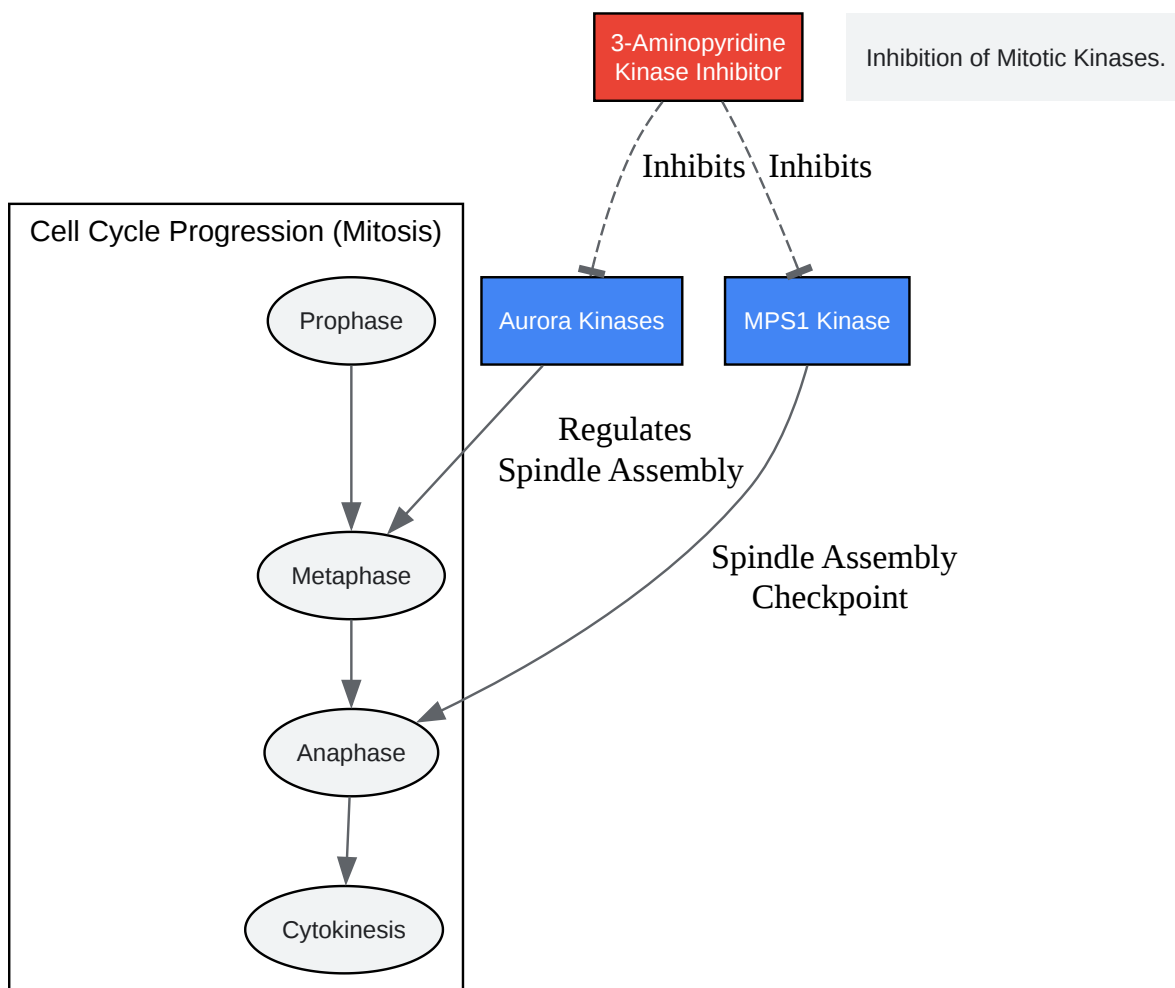 3-Aminopyridine
Kinase Inhibitor
Inhibition of Mitotic Kinases.
Inhibits
Inhibits
Cell Cycle Progression (Mitosis)
Prophase
Aurora Kinases
MPS1 Kinase
Regulates
Spindle Assembly
Spindle Assembly
Checkpoint
Metaphase
Anaphase
Cytokinesis